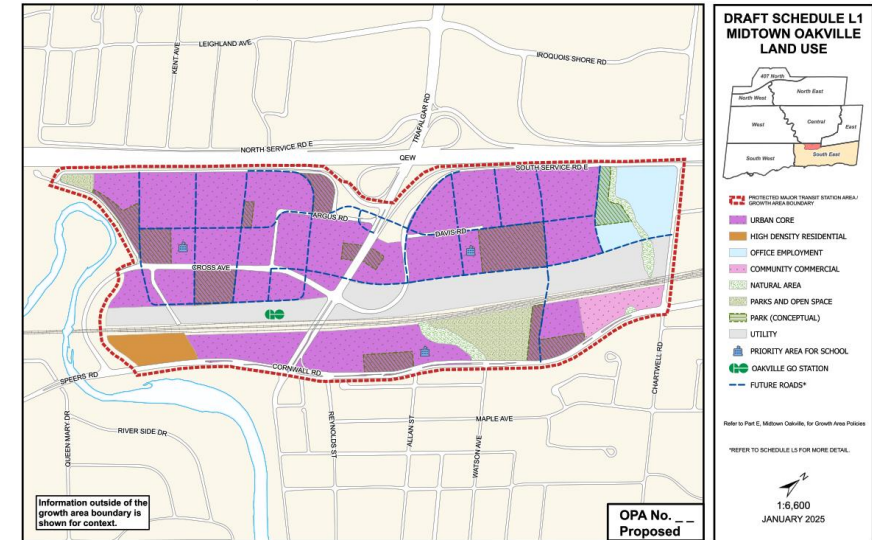 DRAFT SCHEDULE L1
MIDTOWN OAKVILLE
LAND USE
407 North
North West
North East
West
Central
East
South West
South East
PROTECTED MAJOR TRANSIT STATION AREA /
GROWTH AREA BOUNDARY
URBAN CORE
HIGH DENSITY RESIDENTIAL
OFFICE EMPLOYMENT
COMMUNITY COMMERCIAL
NATURAL AREA
PARKS AND OPEN SPACE
PARK (CONCEPTUAL)
UTILITY
PRIORITY AREA FOR SCHOOL
GO
OAKVILLE GO STATION
FUTURE ROADS*
Refer to Part E, Midtown Oakville, for Growth Area Policies
*REFER TO SCHEDULE L5 FOR MORE DETAIL.
N
1:6,600
JANUARY 2025
KENT AVE
LEIGHLAND AVE
IROQUOIS SHORE RD
TRAFALGAR RD
NORTH SERVICE RD E
QEW
SOUTH SERVICE RD E
ARGUS RD
DAVIS RD
CROSS AVE
GO
CORNWALL RD
CHARTWELL RD
SPEERS RD
QUEEN MARY DR
RIVER SIDE DR
REYNOLDS ST
ALLAN ST
WATSON AVE
MAPLE AVE
Information outside of the
growth area boundary is
shown for context.
OPA No. _ _
Proposed